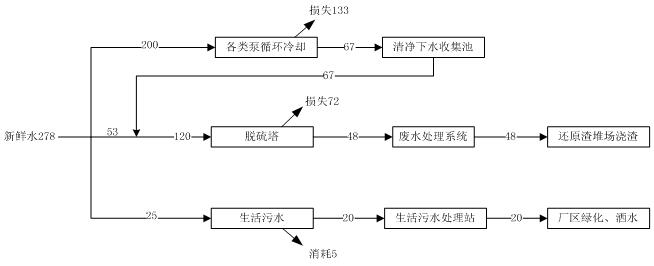 损失133
200
各类泵循环冷却
67
清净下水收集池
67
损失72
新鲜水278
53
120
脱硫塔
48
废水处理系统
48
还原渣堆场浇渣
25
生活污水
20
生活污水处理站
20
厂区绿化、洒水
消耗5